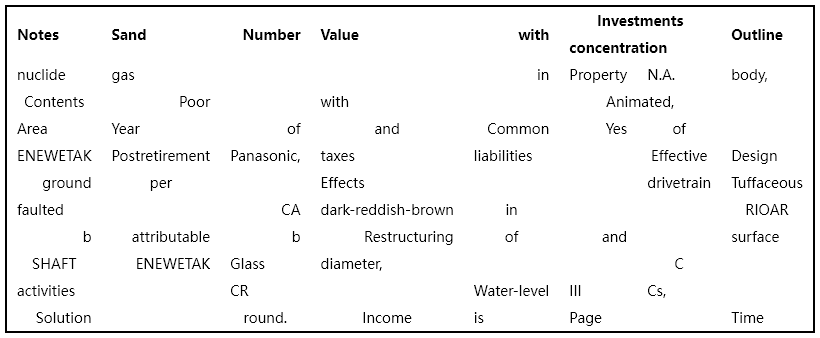 Notes Sand Number Value with Investments concentration Outline
nuclide gas in Property N.A. body,
Contents Poor with Animated,
Area Year of and Common Yes of
ENEWETAK Postretirement Panasonic, taxes liabilities Effective Design
ground per Effects drivetrain Tuffaceous
faulted CA dark-reddish-brown in RIOAR
b attributable b Restructuring of and surface
SHAFT ENEWETAK Glass diameter, C
activities CR Water-level III Cs,
Solution round. Income is Page Time